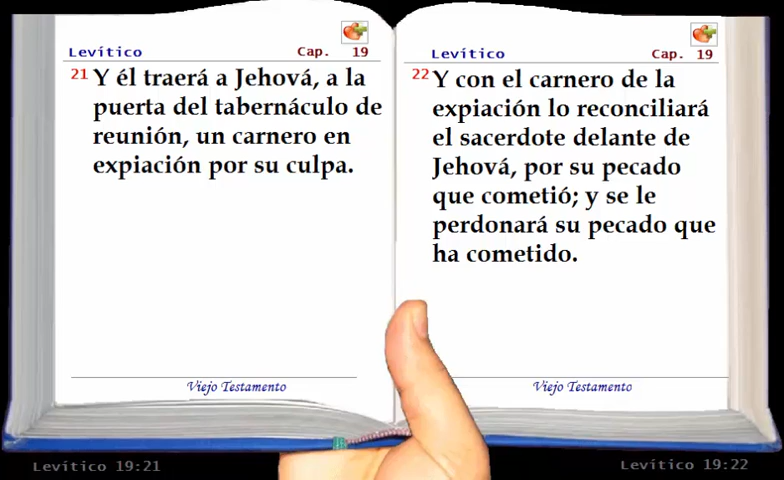 Levítico Cap. 19
21 Y él traerá a Jehová, a la
puerta del tabernáculo de
reunión, un carnero en
expiación por su culpa.
Viejo Testamento
Levítico 19:21
Levítico Cap. 19
22 Y con el carnero de la
expiación lo reconciliará
el sacerdote delante de
Jehová, por su pecado
que cometió; y se le
perdonará su pecado que
ha cometido.
Viejo Testamento
Levítico 19:22